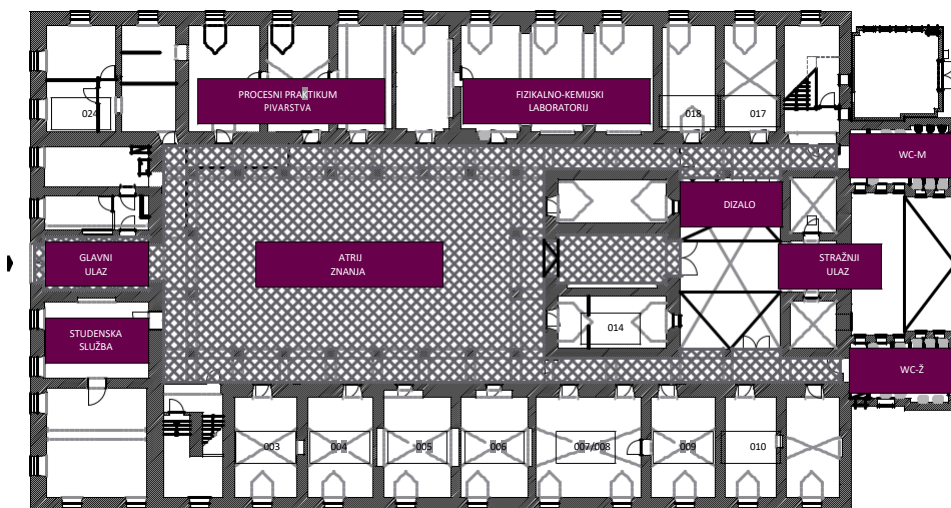 PROCESNI PRAKTIKUM
PIVARSTVA
FIZIKALNO-KEMIJSKI
LABORATORIJ
024
018
017
WC-M
DIZALO
GLAVNI
ULAZ
ATRIJ
ZNANJA
STRAŽNJI
ULAZ
STUDENSKA
SLUŽBA
014
WC-Ž
003
004
005
006
007/008
009
010